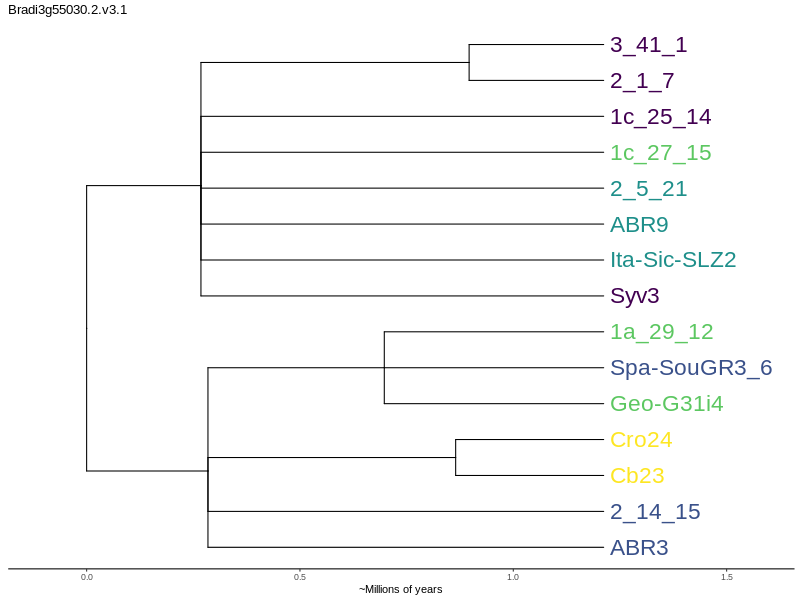 Bradi3g55030.2.v3.1
3_41_1
2_1_7
1c_25_14
1c_27_15
2_5_21
ABR9
Ita-Sic-SLZ2
Syv3
1a_29_12
Spa-SouGR3_6
Geo-G31i4
Cro24
Cb23
2_14_15
ABR3
0.0 0.5 1.0 1.5
~Millions of years